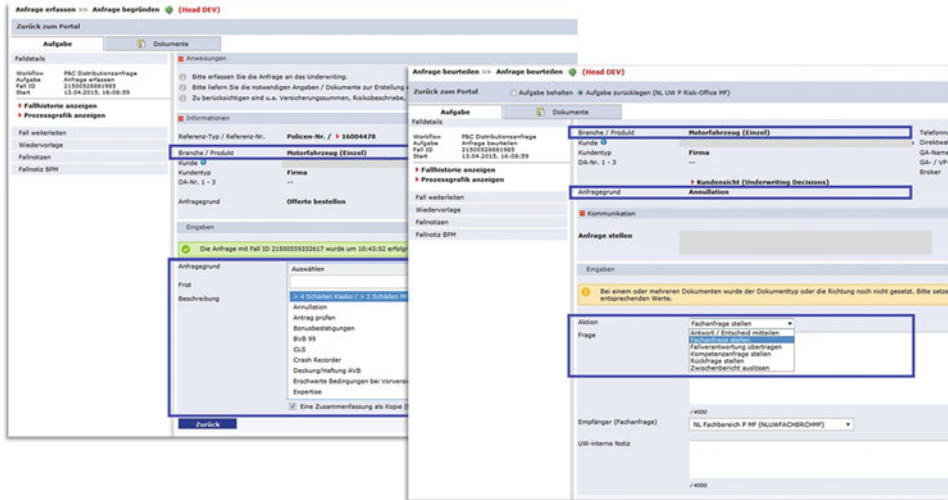 Anfrage erfassen >> Anfrage begründen (Head DEV)
Zurück zum Portal
Aufgabe
Dokumente
Falldetails
Workflow P&C Distributionsanfrage
Aufgabe Anfrage erfassen
Fall ID 21500528881985
Start 13.04.2015, 16:08:59
Fallhistorie anzeigen
Prozessgrafik anzeigen
Fall weiterleiten
Wiedervorlage
Fallnotizen
Fallnotiz BPM
Anweisungen
Bitte erfassen Sie die Anfrage an das Underwriting.
Bitte liefern Sie die notwendigen Angaben / Dokumente zur Erstellung
Zu berücksichtigen sind u.a. Versicherungssummen, Risikobeschriebe,
Informationen
Referenz-Typ / Referenz-Nr. Policen-Nr. / 16004478
Branche / Produkt Motorfahrzeug (Einzel)
Kunde
Kundentyp Firma
DA-Nr. 1 - 3 --
Anfragegrund Offerte bestellen
Eingaben
Die Anfrage mit Fall ID 21500559332617 wurde um 10:43:52 erfolgr
Anfragegrund Auswählen
Frist
Beschreibung
> 4 Schäden Kasko / > 2 Schäden
Annullation
Antrag prüfen
Bonusbestätigungen
BVB 99
CLS
Crash Recorder
Deckung/Haftung AVB
Erschwerte Bedingungen bei Vorversi
Expertise
Eine Zusammenfassung als Kopie
Zurück
Anfrage beurteilen >> Anfrage beurteilen (Head DEV)
Zurück zum Portal
Aufgabe behalten Aufgabe zurücklegen (NL UW P Risk-Office MF)
Aufgabe
Dokumente
Falldetails
Workflow P&C Distributionsanfrage
Aufgabe Anfrage beurteilen
Fall ID 21500528881985
Start 13.04.2015, 16:08:59
Fallhistorie anzeigen
Prozessgrafik anzeigen
Fall weiterleiten
Wiedervorlage
Fallnotizen
Fallnotiz BPM
Branche / Produkt Motorfahrzeug (Einzel)
Kunde
Kundentyp Firma
DA-Nr. 1 - 3 --
Telefonnu
Direktwal
GA-Name
GA- / VP-
Broker
Kundensicht (Underwriting Decisions)
Anfragegrund Annullation
Kommunikation
Anfrage stellen
Eingaben
Bei einem oder mehreren Dokumenten wurde der Dokumenttyp oder die Richtung noch nicht gesetzt. Bitte setze
entsprechenden Werte.
Aktion Fachanfrage stellen
Frage
Antwort / Entscheid mitteilen
Fachanfrage stellen
Fallverantwortung übertragen
Kompetenzanfrage stellen
Rückfrage stellen
Zwischenbericht auslösen
/ 4000
Empfänger (Fachanfrage) NL Fachbereich P MF (NLUWFACHBRCHMF)
UW-interne Notiz
/ 4000